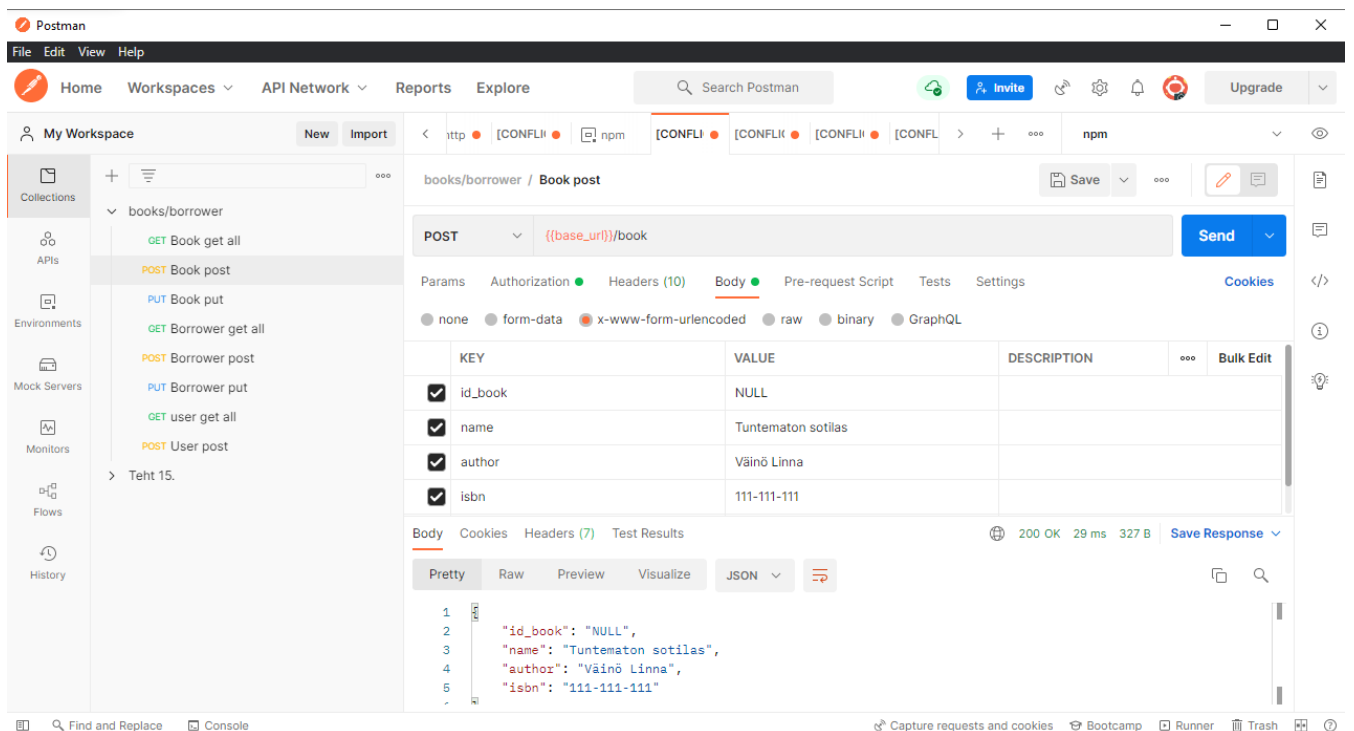 Postman
File Edit View Help
Home Workspaces API Network Reports Explore Search Postman Invite Upgrade
My Workspace New Import
ttp [CONFLI npm [CONFLI [CONFLI [CONFLI [CONFL npm
Collections
APIs
Environments
Mock Servers
Monitors
Flows
History
books/borrower
GET Book get all
POST Book post
PUT Book put
GET Borrower get all
POST Borrower post
PUT Borrower put
GET user get all
POST User post
Teht 15.
books/borrower / Book post Save
POST {{base_url}}/book Send
Params Authorization Headers (10) Body Pre-request Script Tests Settings Cookies
none form-data x-www-form-urlencoded raw binary GraphQL
KEY VALUE DESCRIPTION Bulk Edit
id_book NULL
name Tuntematon sotilas
author Väinö Linna
isbn 111-111-111
Body Cookies Headers (7) Test Results 200 OK 29 ms 327 B Save Response
Pretty Raw Preview Visualize JSON
1 {
2 "id_book": "NULL",
3 "name": "Tuntematon sotilas",
4 "author": "Väinö Linna",
5 "isbn": "111-111-111"
Find and Replace Console Capture requests and cookies Bootcamp Runner Trash